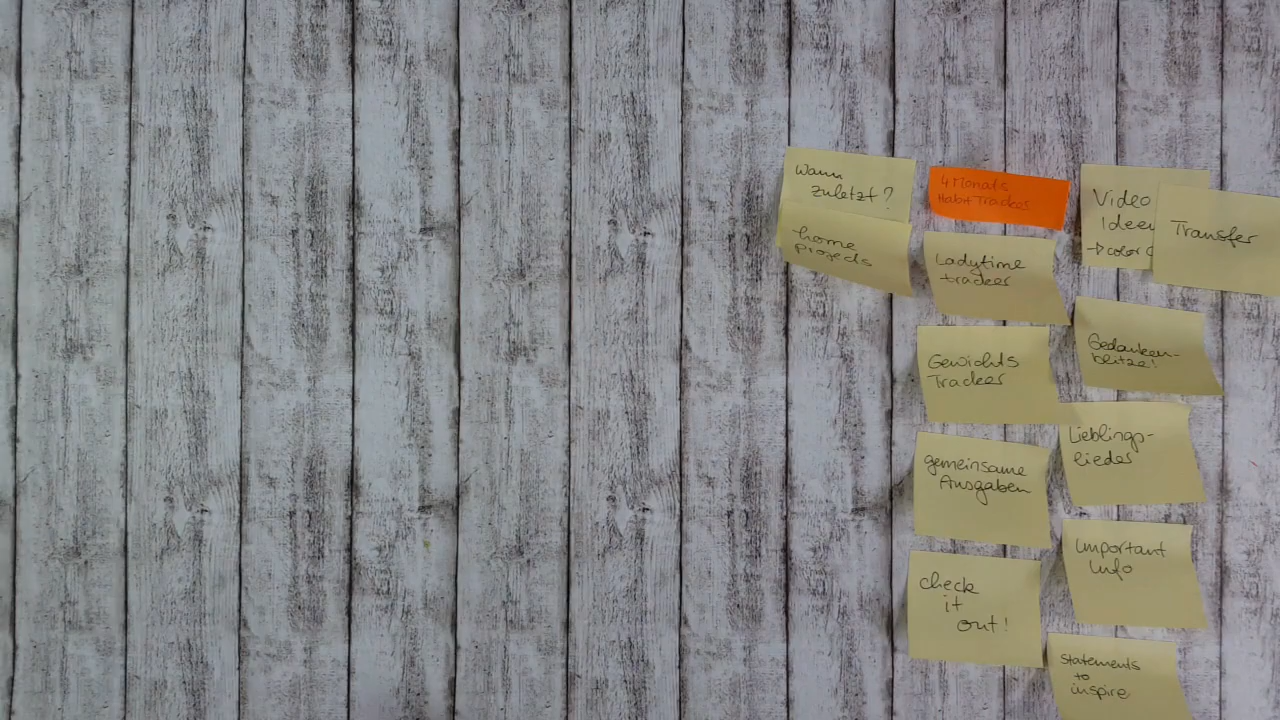 Wann
zuletzt?
home
projects
4 Monats
Habit Tracker
Ladytime
tracker
Gewichts
Tracker
gemeinsame
Ausgaben
check
it
out!
Video
Ideen
→ color
Transfer
Gedanken-
blitze!
Lieblings-
lieder
important
info
statements
to
inspire